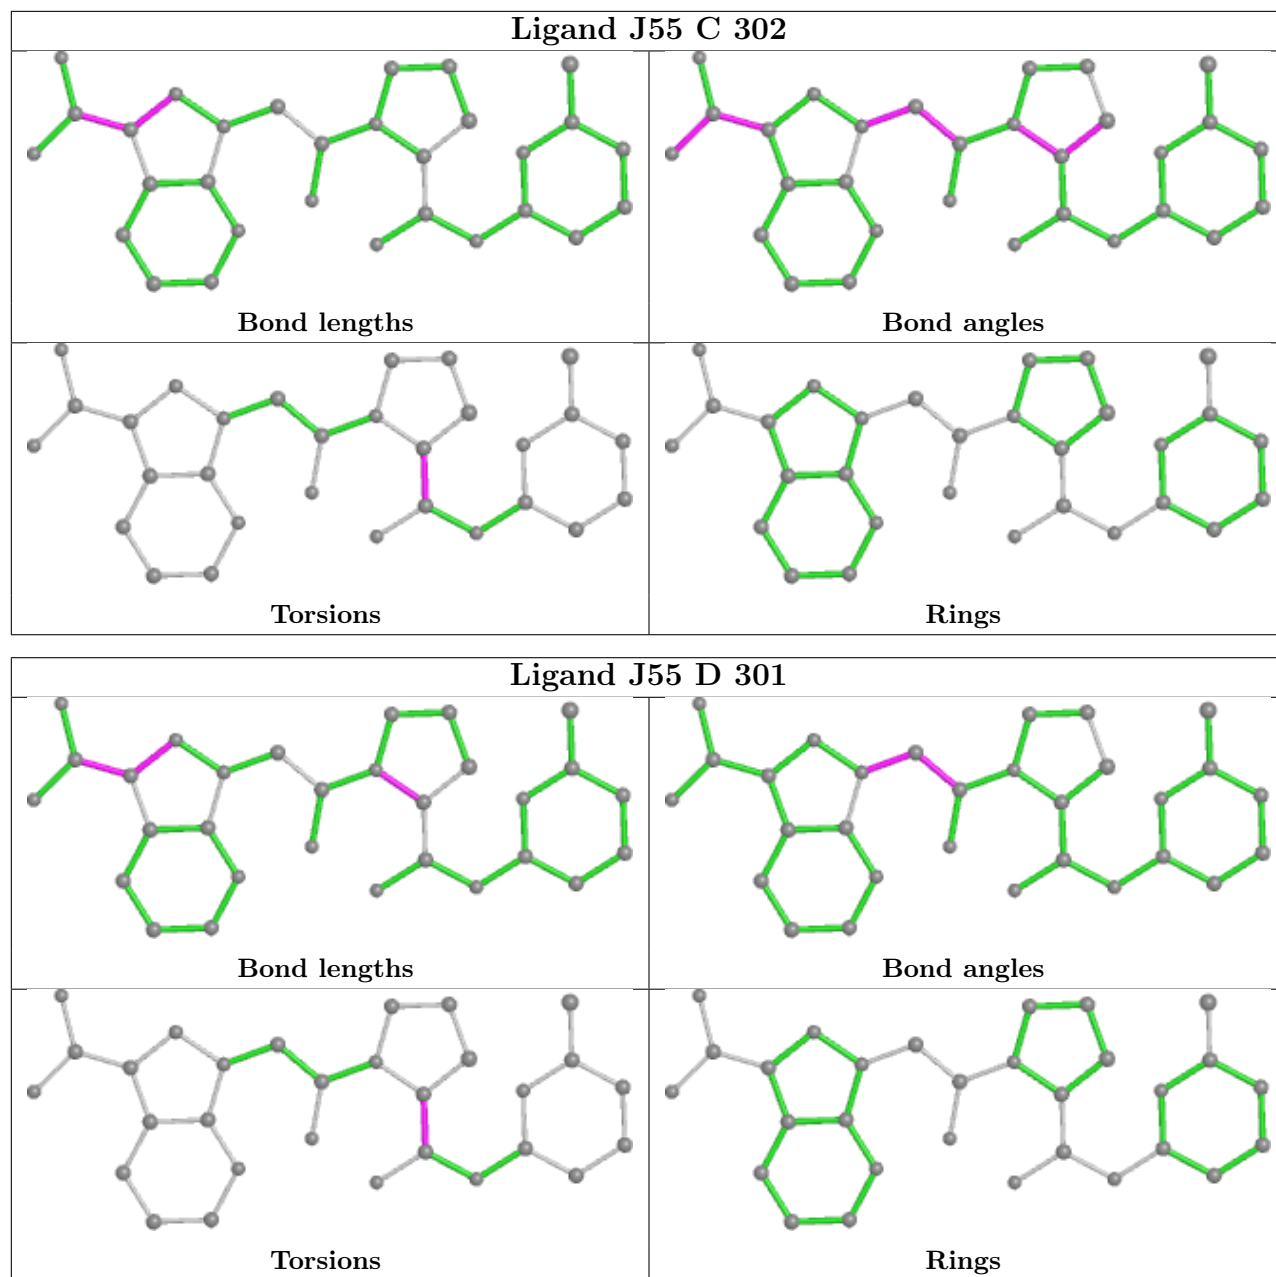 Ligand J55 C 302
Bond lengths
Bond angles
Torsions
Rings
Ligand J55 D 301
Bond lengths
Bond angles
Torsions
Rings